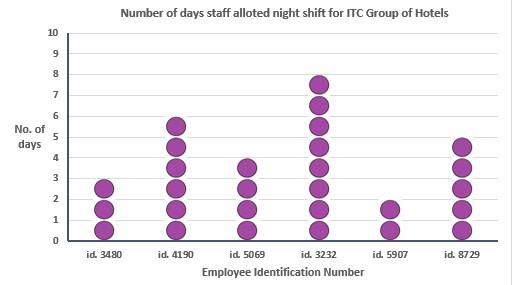 Number of days staff alloted night shift for ITC Group of Hotels
10
9
8
7
6
5
4
3
2
1
0
No. of
days
id. 3480 id. 4190 id. 5069 id. 3232 id. 5907 id. 8729
Employee Identification Number